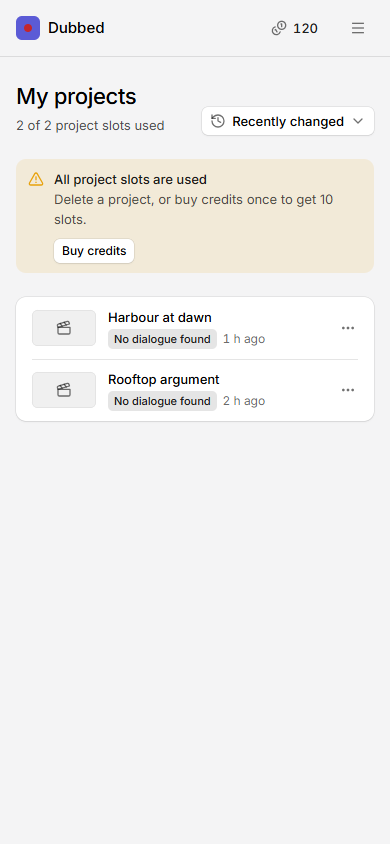 Dubbed
120
My projects
2 of 2 project slots used
Recently changed
All project slots are used
Delete a project, or buy credits once to get 10
slots.
Buy credits
Harbour at dawn
No dialogue found 1 h ago
Rooftop argument
No dialogue found 2 h ago